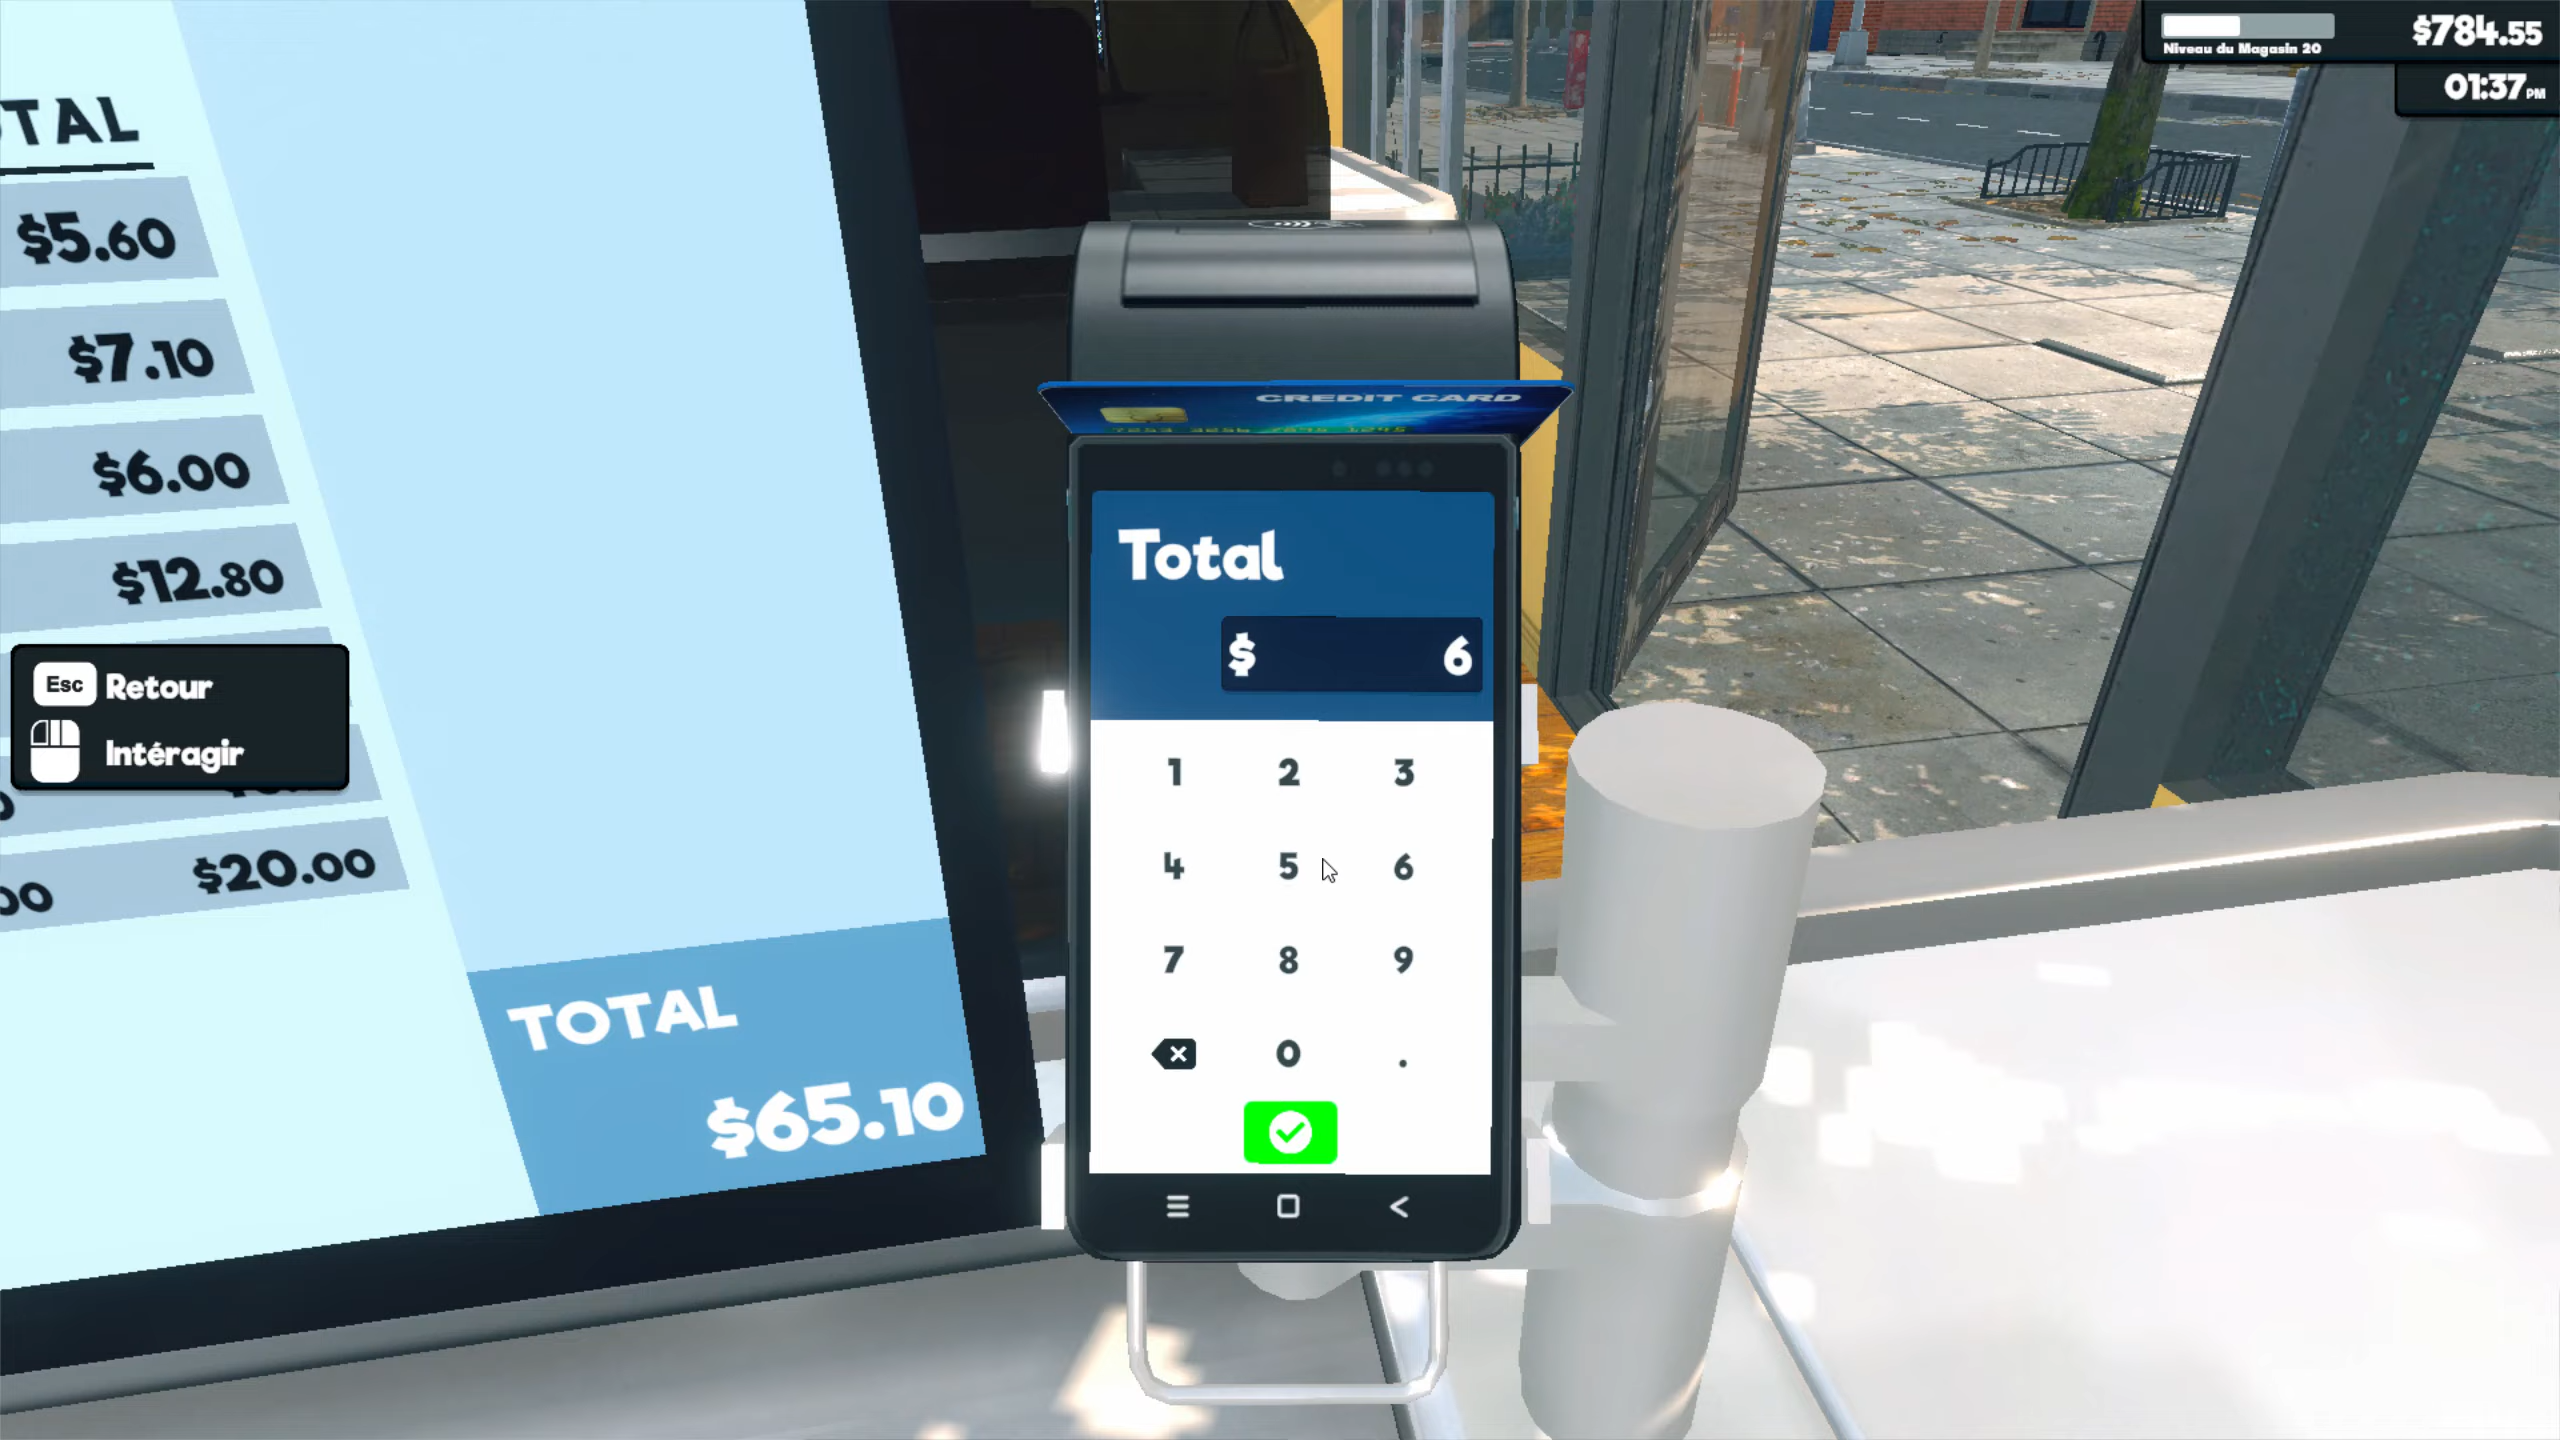 $784.55
Niveau du Magasin 20
01:37 PM
TAL
$5.60
$7.10
$6.00
$12.80
$20.00
TOTAL
$65.10
Esc Retour
Intéragir
CREDIT CARD
Total
$ 6
1 2 3
4 5 6
7 8 9
0 .